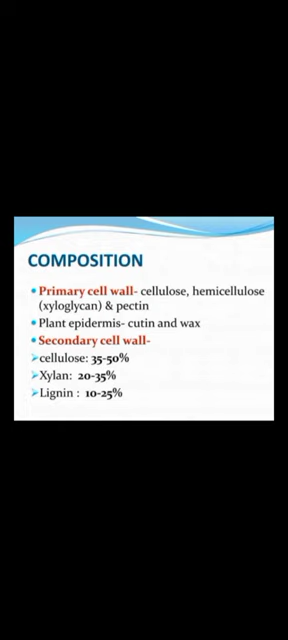 COMPOSITION
Primary cell wall- cellulose, hemicellulose
(xyloglycan) & pectin
Plant epidermis- cutin and wax
Secondary cell wall-
cellulose: 35-50%
Xylan: 20-35%
Lignin : 10-25%